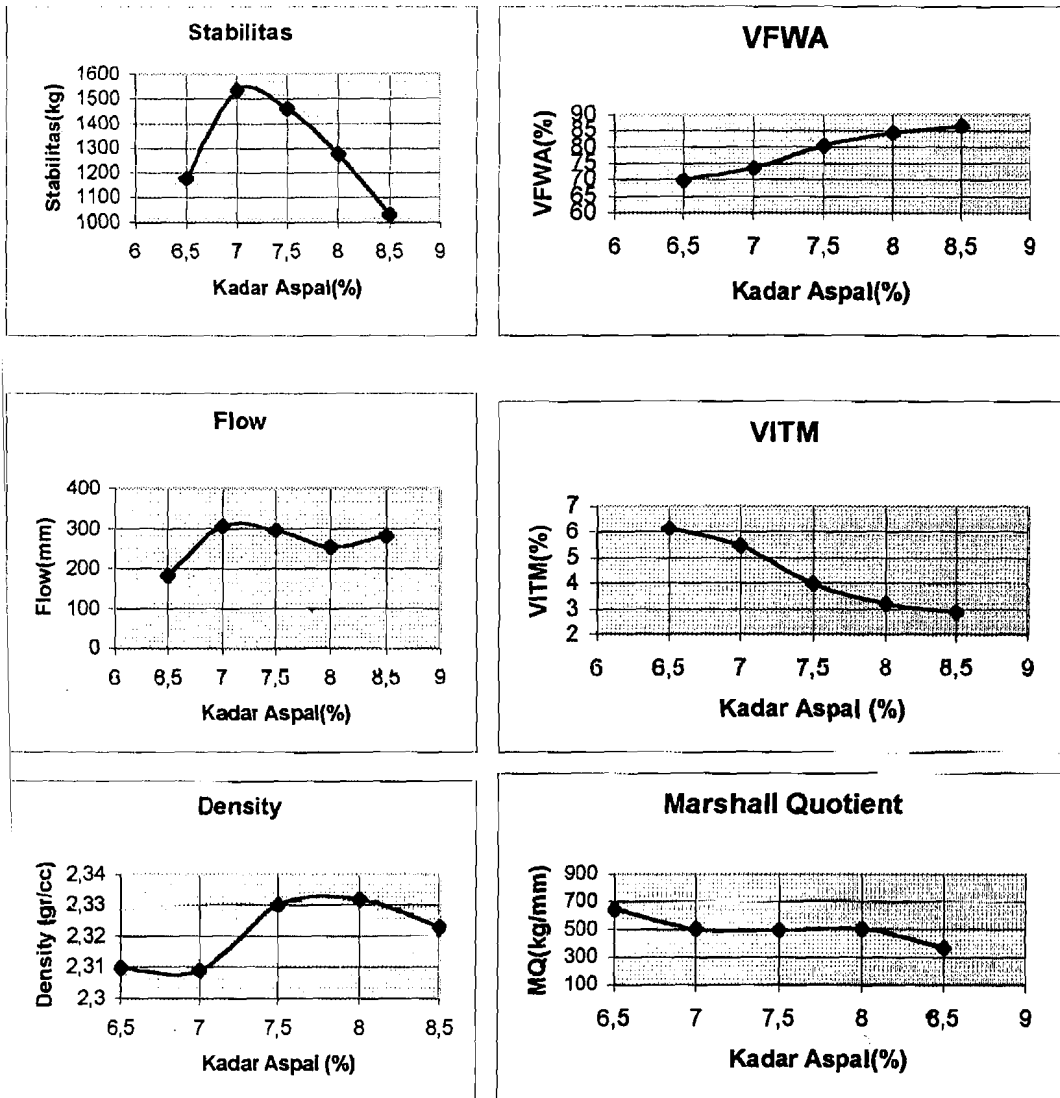 Stabilitas
Stabilitas(kg)
1600
1500
1400
1300
1200
1100
1000
6 6,5 7 7,5 8 8,5 9
Kadar Aspal(%)
VFWA
VFWA(%)
90
85
80
75
70
65
60
6 6,5 7 7,5 8 8,5 9
Kadar Aspal(%)
Flow
Flow(mm)
400
300
200
100
0
6 6,5 7 7,5 8 8,5 9
Kadar Aspal(%)
VITM
VITM(%)
7
6
5
4
3
2
6 6,5 7 7,5 8 8,5 9
Kadar Aspal (%)
Density
Density (gr/cc)
2,34
2,33
2,32
2,31
2,3
6,5 7 7,5 8 8,5
Kadar Aspal (%)
Marshall Quotient
MQ(kg/mm)
900
700
500
300
100
6,5 7 7,5 8 8,5 9
Kadar Aspal(%)